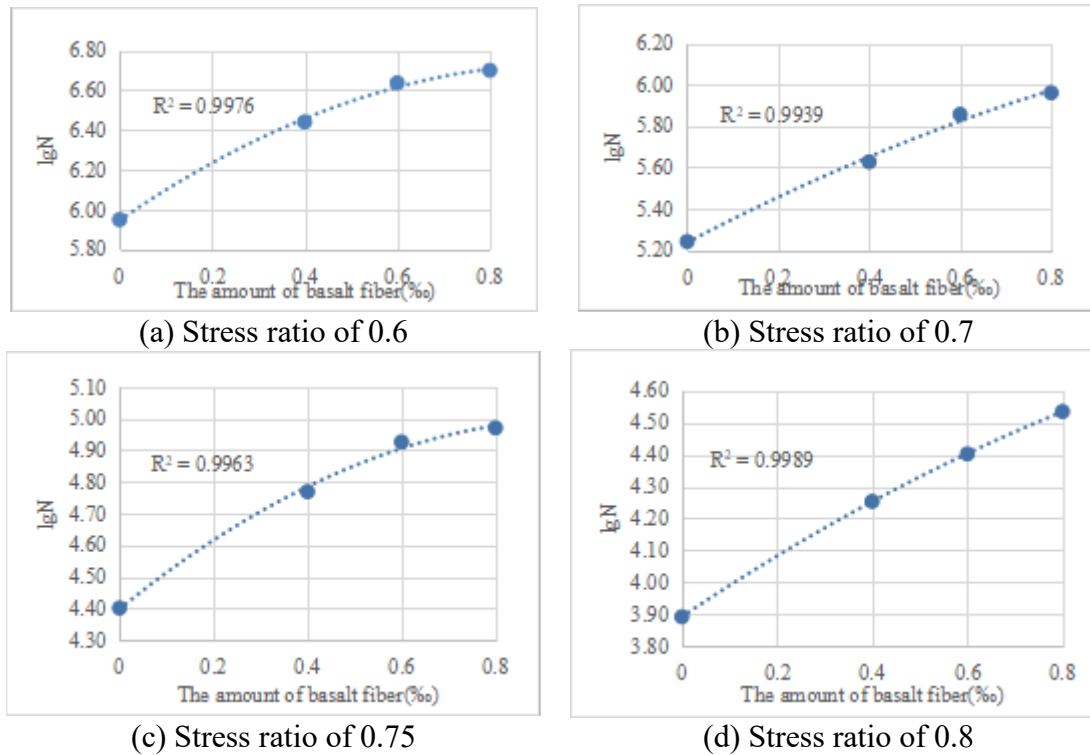 6.80
6.60
6.40
6.20
6.00
5.80
lgN
R² = 0.9976
0 0.2 0.4 0.6 0.8
The amount of basalt fiber(‰)
(a) Stress ratio of 0.6
6.20
6.00
5.80
5.60
5.40
5.20
lgN
R² = 0.9939
0 0.2 0.4 0.6 0.8
The amount of basalt fiber(‰)
(b) Stress ratio of 0.7
5.10
5.00
4.90
4.80
4.70
4.60
4.50
4.40
4.30
lgN
R² = 0.9963
0 0.2 0.4 0.6 0.8
The amount of basalt fiber(‰)
(c) Stress ratio of 0.75
4.60
4.50
4.40
4.30
4.20
4.10
4.00
3.90
3.80
lgN
R² = 0.9989
0 0.2 0.4 0.6 0.8
The amount of basalt fiber(‰)
(d) Stress ratio of 0.8